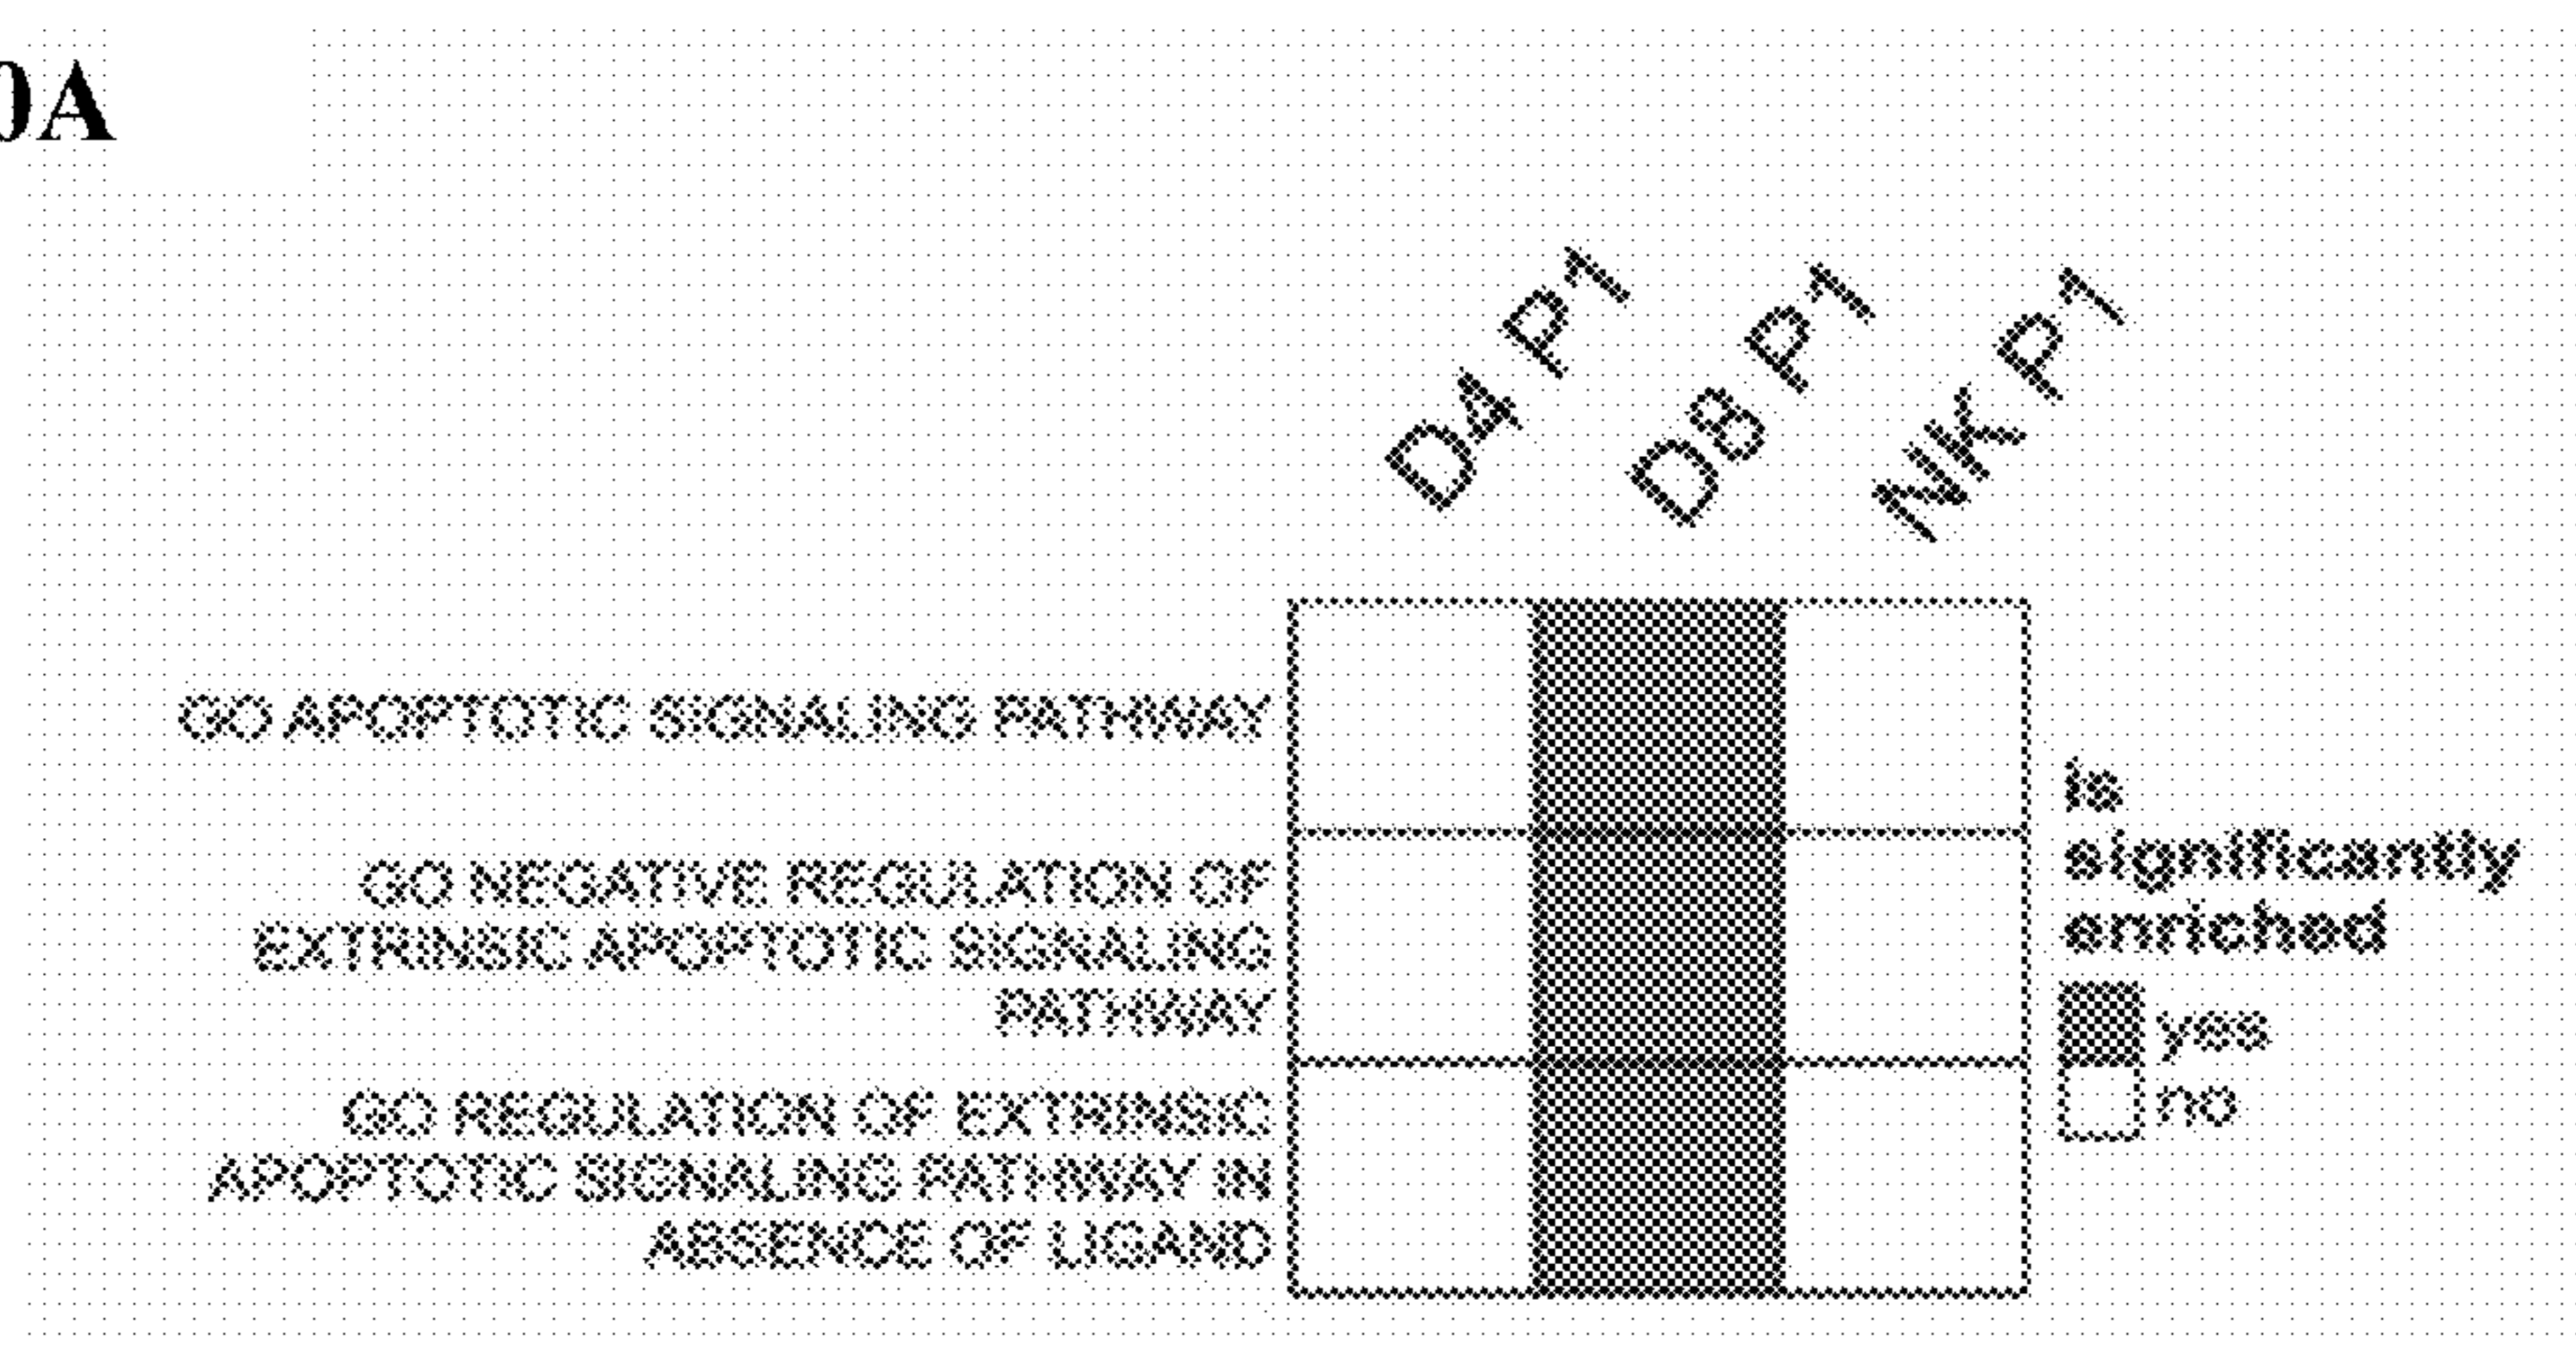 0A
D4 P1
D8 P1
NK P1
GO APOPTOTIC SIGNALING PATHWAY
GO NEGATIVE REGULATION OF
EXTRINSIC APOPTOTIC SIGNALING
PATHWAY
GO REGULATION OF EXTRINSIC
APOPTOTIC SIGNALING PATHWAY IN
ABSENCE OF LIGAND
is
significantly
enriched
yes
no